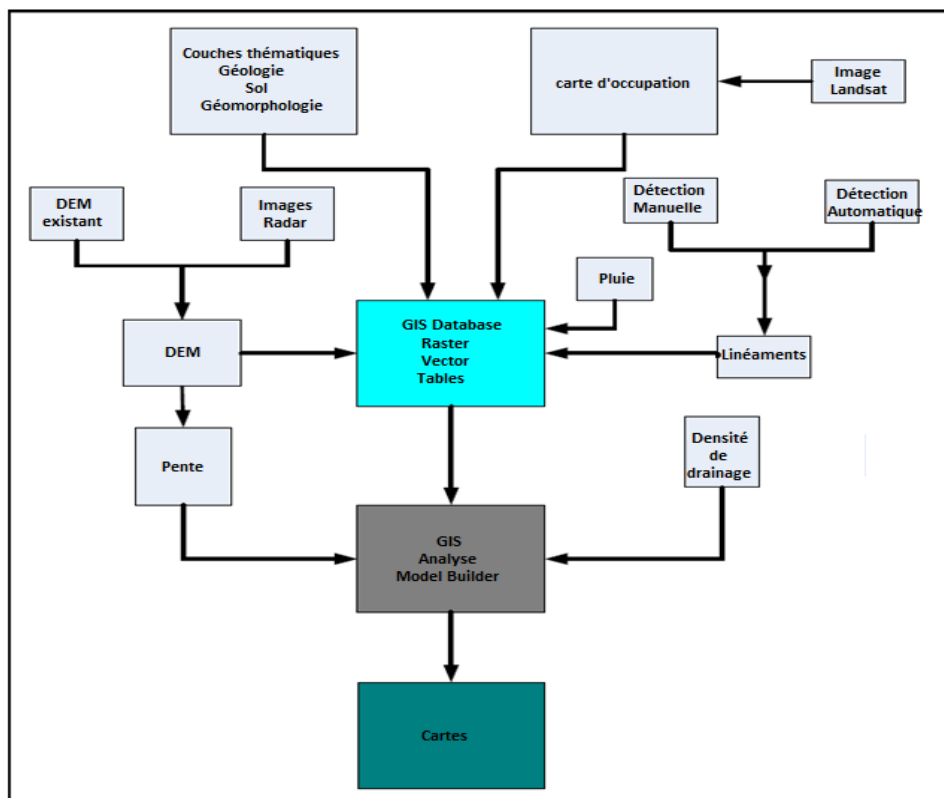 Couches thématiques
Géologie
Sol
Géomorphologie
carte d'occupation
Image
Landsat
DEM
existant
Images
Radar
Détection
Manuelle
Détection
Automatique
Pluie
DEM
GIS Database
Raster
Vector
Tables
Linéaments
Pente
Densité
de
drainage
GIS
Analyse
Model Builder
Cartes